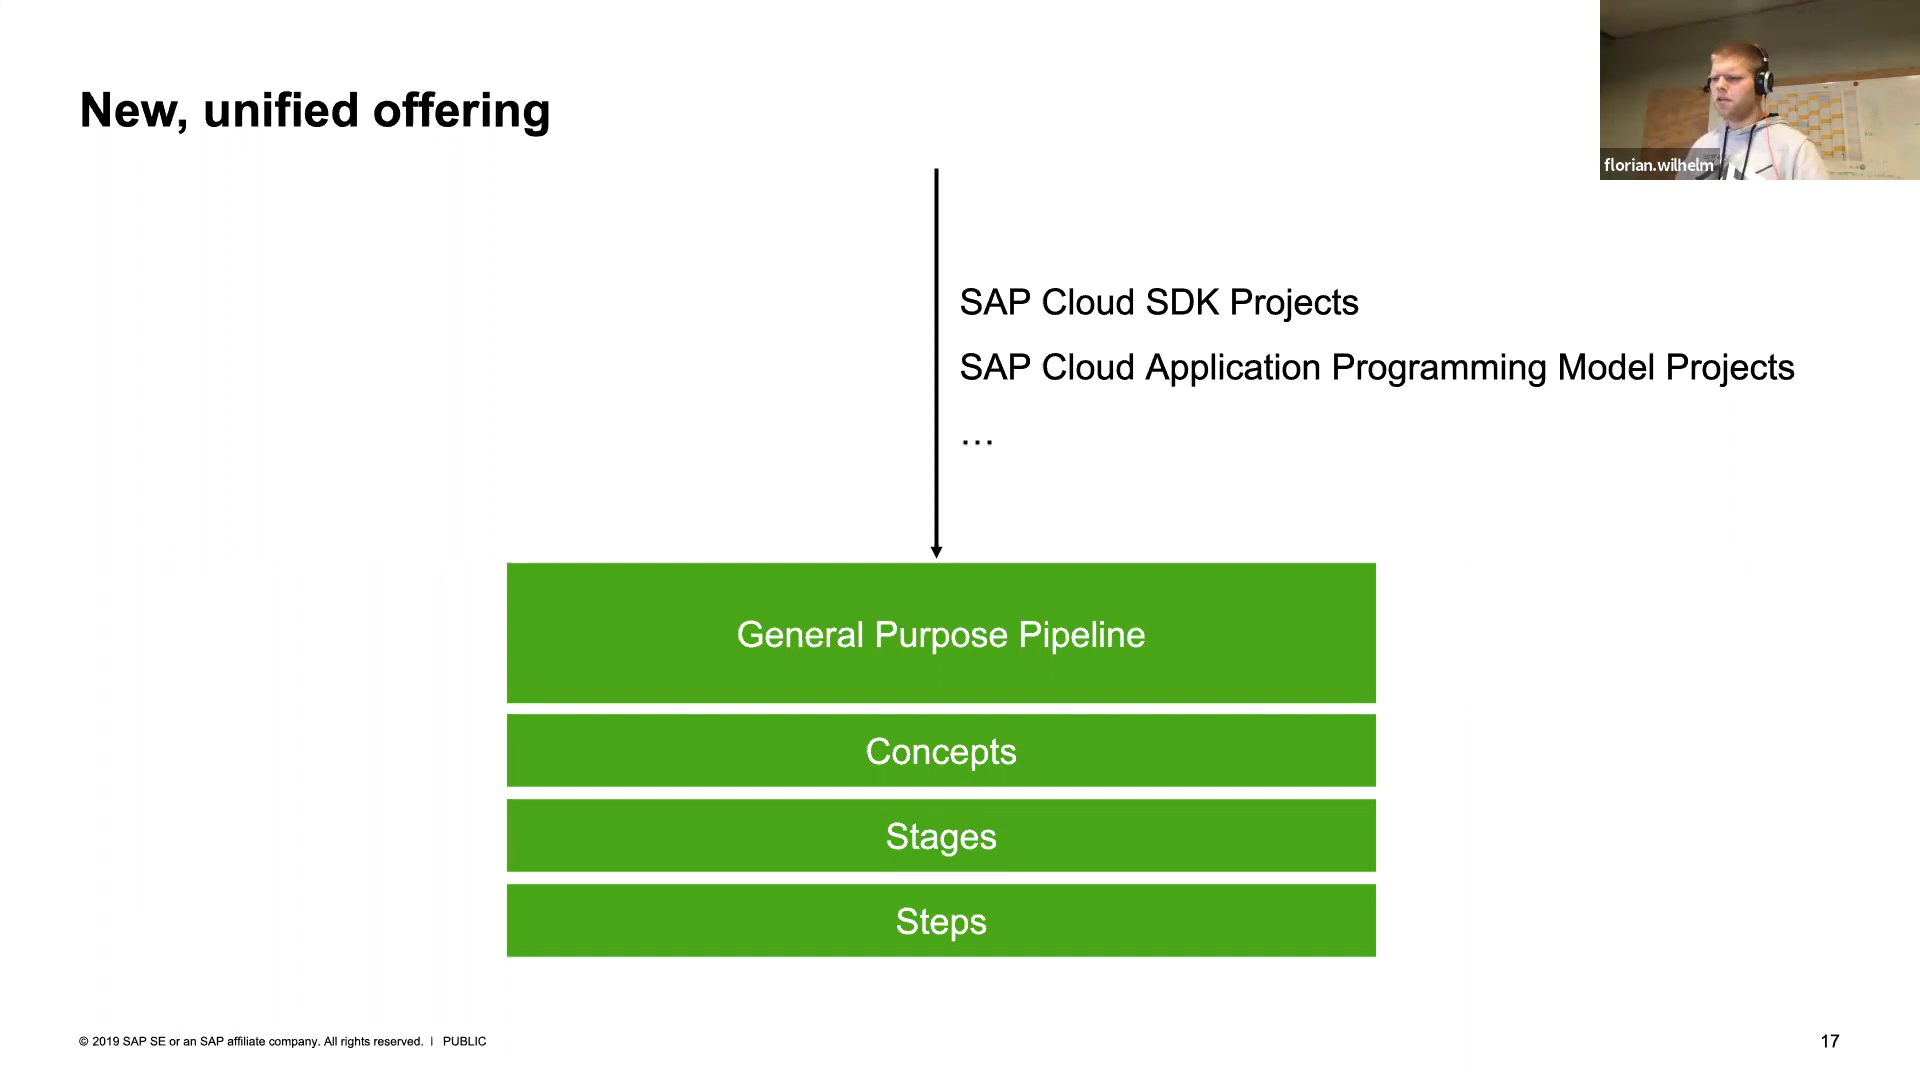 New, unified offering
florian.wilhelm
SAP Cloud SDK Projects
SAP Cloud Application Programming Model Projects
…
General Purpose Pipeline
Concepts
Stages
Steps
© 2019 SAP SE or an SAP affiliate company. All rights reserved. | PUBLIC
17